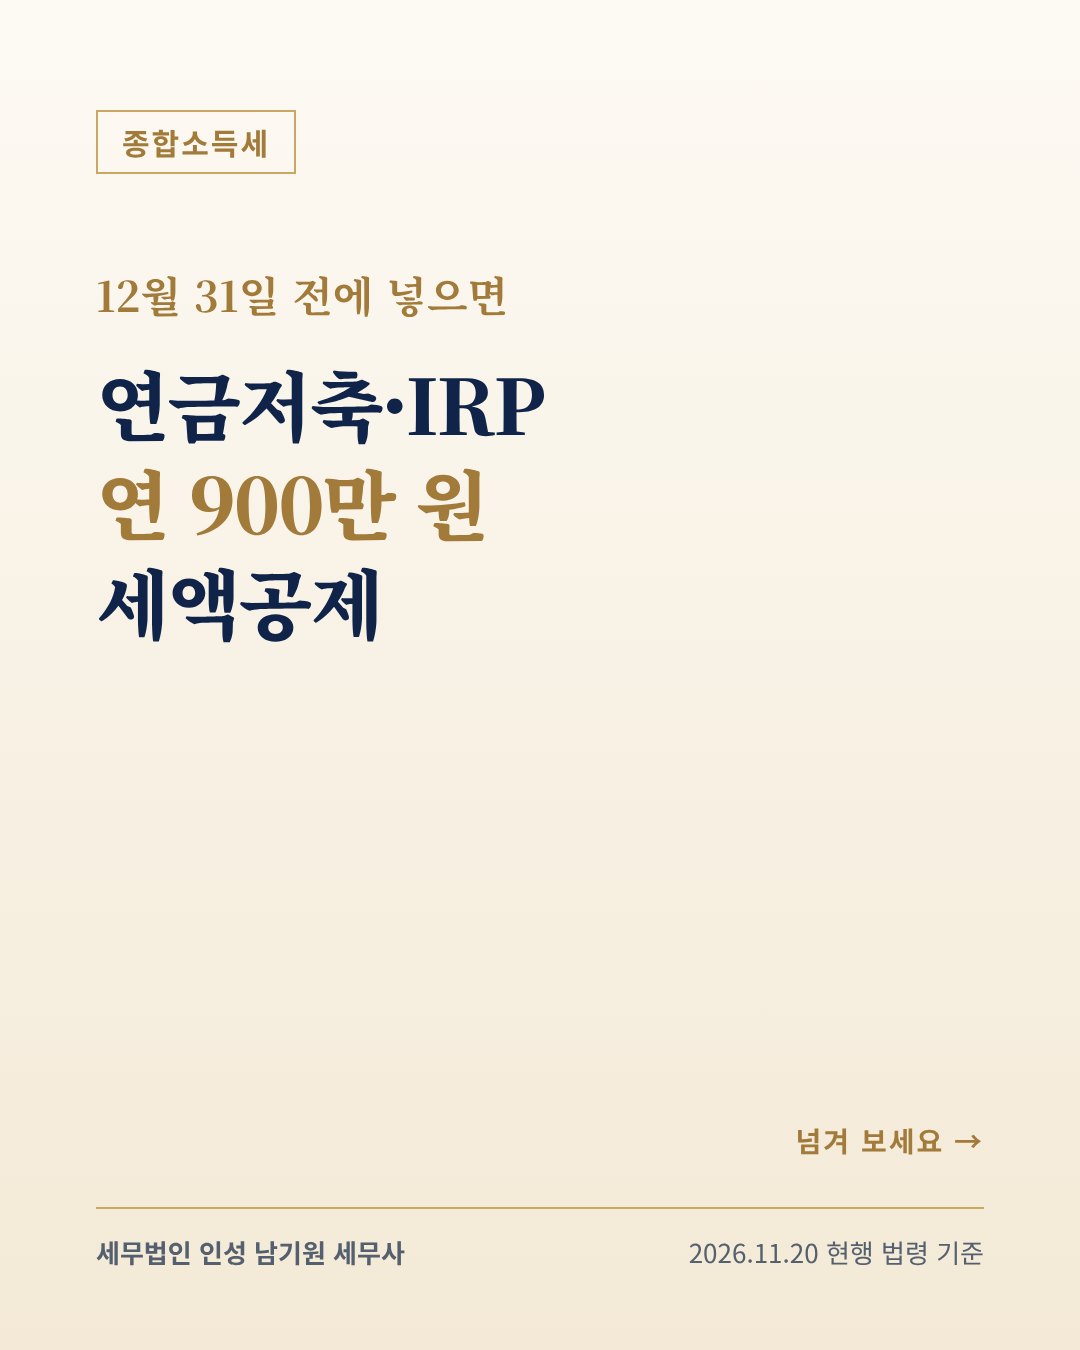 종합소득세
12월 31일 전에 넣으면
연금저축·IRP
연 900만 원
세액공제
넘겨 보세요 →
세무법인 인성 남기원 세무사
2026.11.20 현행 법령 기준